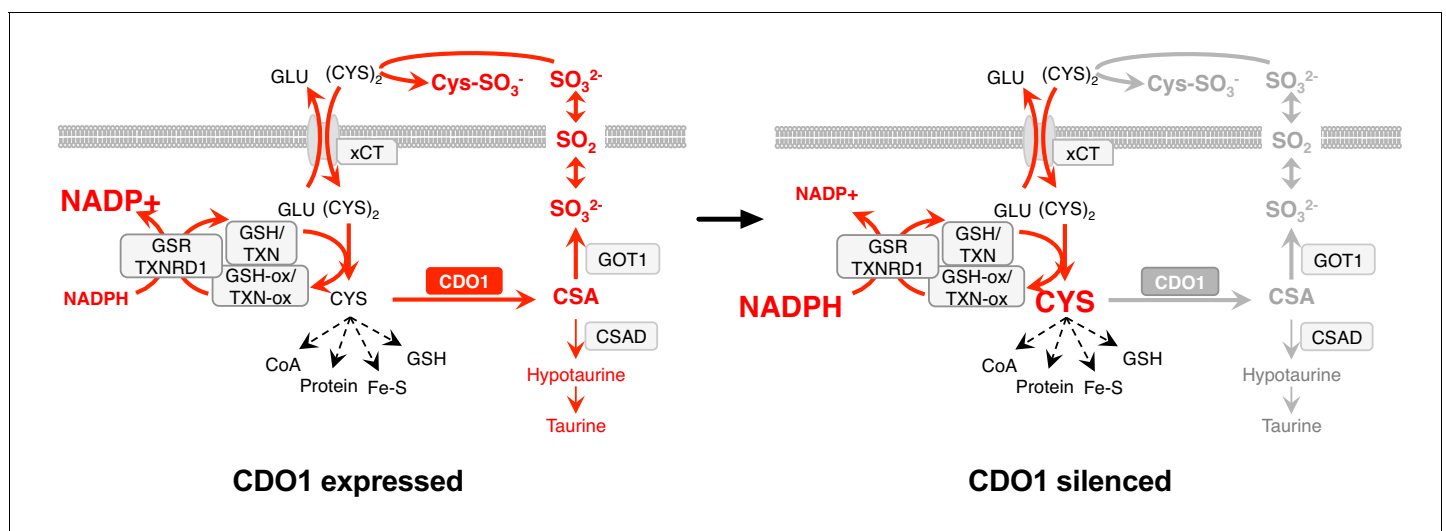 GLU (CYS)₂
Cys-SO₃⁻
SO₃²⁻
xCT
SO₂
NADP+
GLU (CYS)₂
SO₃²⁻
GSR
TXNRD1
GSH/
TXN
GSH-ox/
TXN-ox
NADPH
CYS
CDO1
GOT1
CSA
CSAD
CoA
Protein
Fe-S
GSH
Hypotaurine
Taurine
CDO1 expressed
GLU (CYS)₂
Cys-SO₃⁻
SO₃²⁻
xCT
SO₂
NADP+
GLU (CYS)₂
SO₃²⁻
GSR
TXNRD1
GSH/
TXN
GSH-ox/
TXN-ox
NADPH
CYS
CDO1
GOT1
CSA
CSAD
CoA
Protein
Fe-S
GSH
Hypotaurine
Taurine
CDO1 silenced